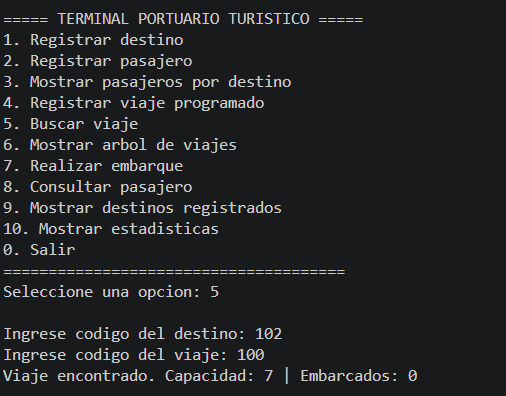 ===== TERMINAL PORTUARIO TURISTICO =====
1. Registrar destino
2. Registrar pasajero
3. Mostrar pasajeros por destino
4. Registrar viaje programado
5. Buscar viaje
6. Mostrar arbol de viajes
7. Realizar embarque
8. Consultar pasajero
9. Mostrar destinos registrados
10. Mostrar estadisticas
0. Salir
======================================
Seleccione una opcion: 5
Ingrese codigo del destino: 102
Ingrese codigo del viaje: 100
Viaje encontrado. Capacidad: 7 | Embarcados: 0